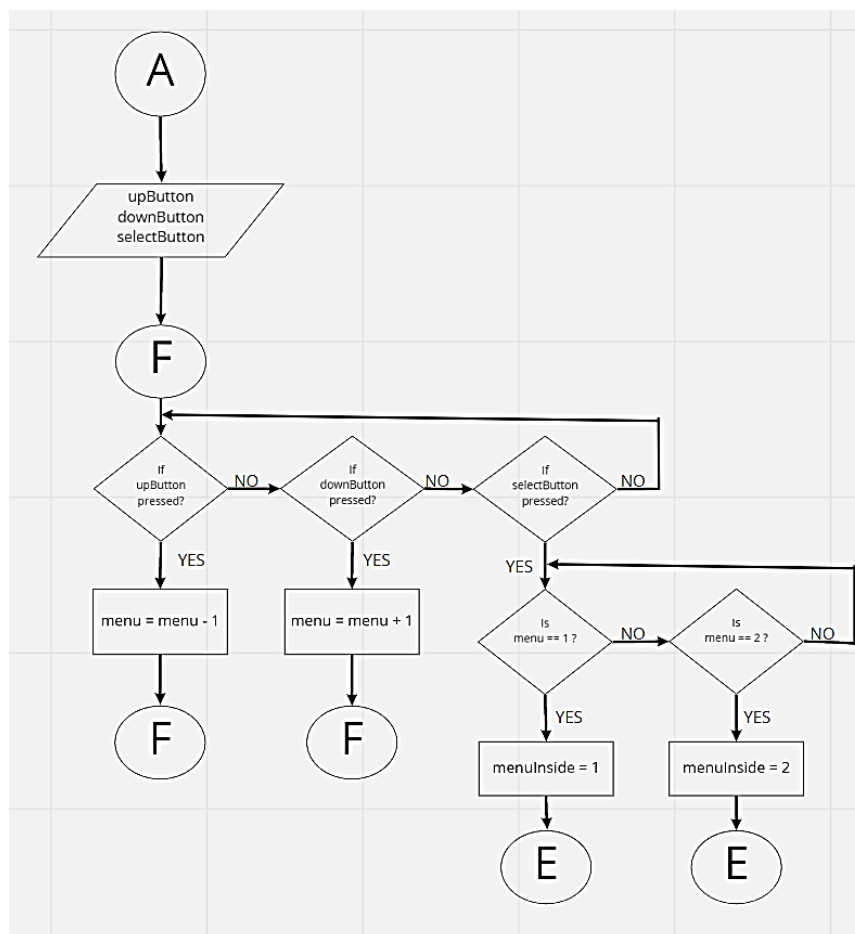 A
upButton
downButton
selectButton
F
If
upButton
pressed?
NO
If
downButton
pressed?
NO
If
selectButton
pressed?
NO
YES
YES
YES
menu = menu - 1
menu = menu + 1
Is
menu == 1 ?
NO
Is
menu == 2 ?
NO
F
F
YES
YES
menuInside = 1
menuInside = 2
E
E